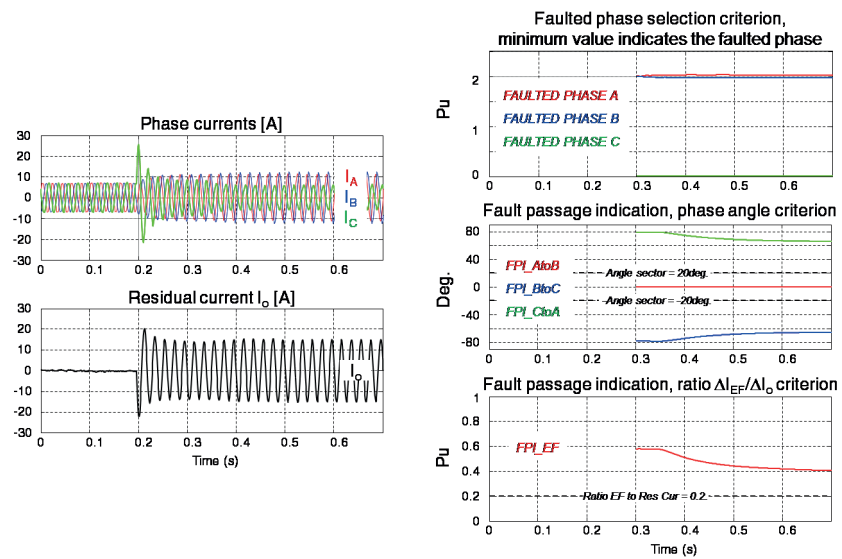 Phase currents [A]
30
20
10
0
-10
-20
-30
I_A
I_B
I_C
0 0.1 0.2 0.3 0.4 0.5 0.6
Residual current I_o [A]
30
20
10
0
-10
-20
-30
I_o
0 0.1 0.2 0.3 0.4 0.5 0.6
Time (s)
Faulted phase selection criterion,
minimum value indicates the faulted phase
Pu
2
1
2
0
FAULTED PHASE A
FAULTED PHASE B
FAULTED PHASE C
0 0.1 0.2 0.3 0.4 0.5 0.6
Fault passage indication, phase angle criterion
Deg.
80
40
0
-40
-80
FPI_AtoB
FPI_BtoC
FPI_CtoA
Angle sector = 20deg.
Angle sector = -20deg.
0 0.1 0.2 0.3 0.4 0.5 0.6
Fault passage indication, ratio ΔI_EF/ΔI_o criterion
Pu
1
0.8
0.6
0.4
0.2
0
FPI_EF
Ratio EF to Res Cur = 0.2.
0 0.1 0.2 0.3 0.4 0.5 0.6
Time (s)